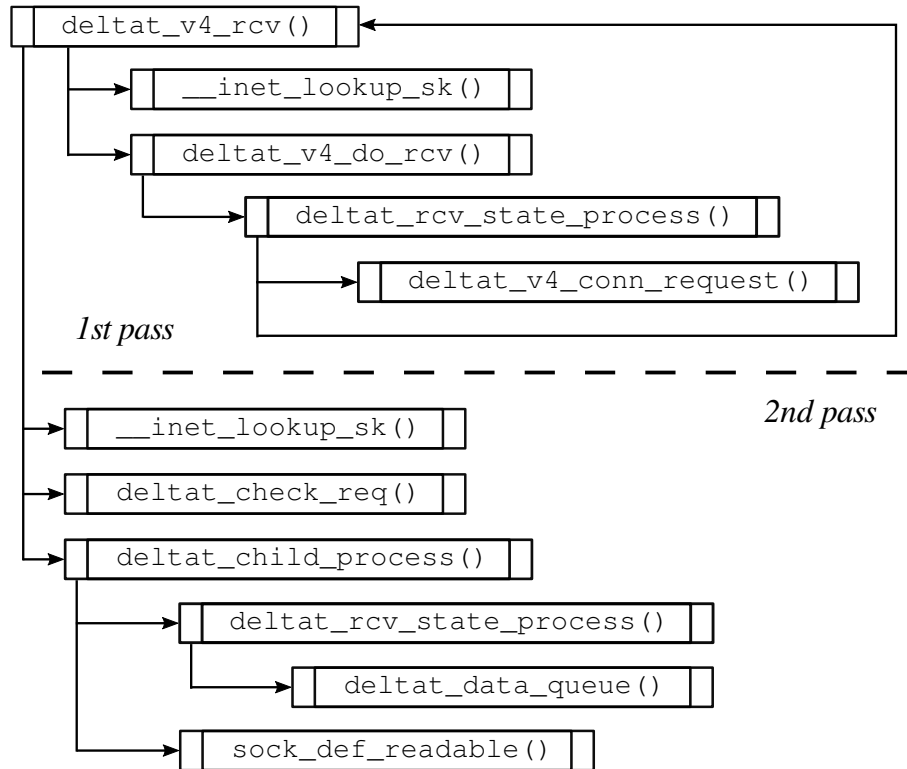 deltat_v4_rcv()
__inet_lookup_sk()
deltat_v4_do_rcv()
deltat_rcv_state_process()
deltat_v4_conn_request()
1st pass
2nd pass
__inet_lookup_sk()
deltat_check_req()
deltat_child_process()
deltat_rcv_state_process()
deltat_data_queue()
sock_def_readable()